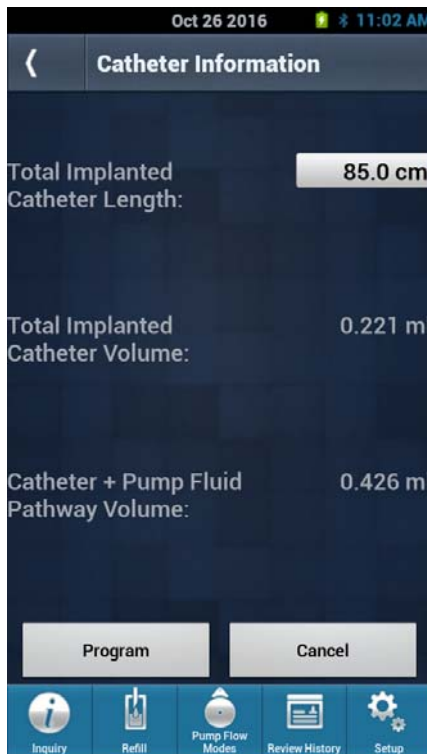 Oct 26 2016 11:02 AM
Catheter Information
Total Implanted 85.0 cm
Catheter Length:
Total Implanted 0.221 m
Catheter Volume:
Catheter + Pump Fluid 0.426 m
Pathway Volume:
Program Cancel
Inquiry Refill Pump Flow Modes Review History Setup